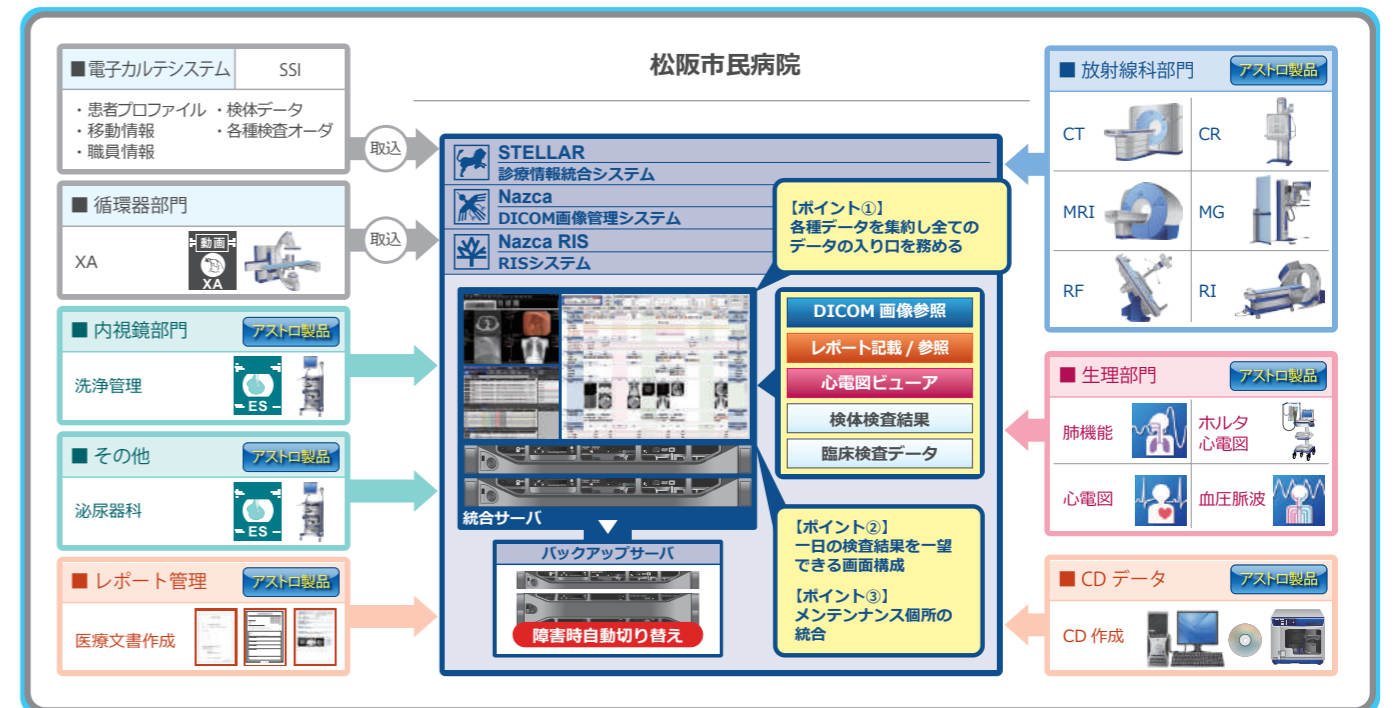 松阪市民病院
■電子カルテシステム SSI
・患者プロファイル ・検体データ
・移動情報 ・各種検査オーダ
・職員情報
取込
■ 循環器部門
XA
動画
XA
取込
■ 内視鏡部門 アストロ製品
洗浄管理
ES
■ その他 アストロ製品
泌尿器科
ES
■ レポート管理 アストロ製品
医療文書作成
STELLAR
診療情報統合システム
Nazca
DICOM画像管理システム
Nazca RIS
RISシステム
【ポイント①】
各種データを集約し全ての
データの入り口を務める
DICOM 画像参照
レポート記載 / 参照
心電図ビューア
検体検査結果
臨床検査データ
統合サーバ
バックアップサーバ
障害時自動切り替え
【ポイント②】
一日の検査結果を一望
できる画面構成
【ポイント③】
メンテンナンス個所の
統合
■ 放射線科部門 アストロ製品
CT CR
MRI MG
RF RI
■ 生理部門 アストロ製品
肺機能 ホルタ
心電図
心電図 血圧脈波
■ CD データ アストロ製品
CD 作成